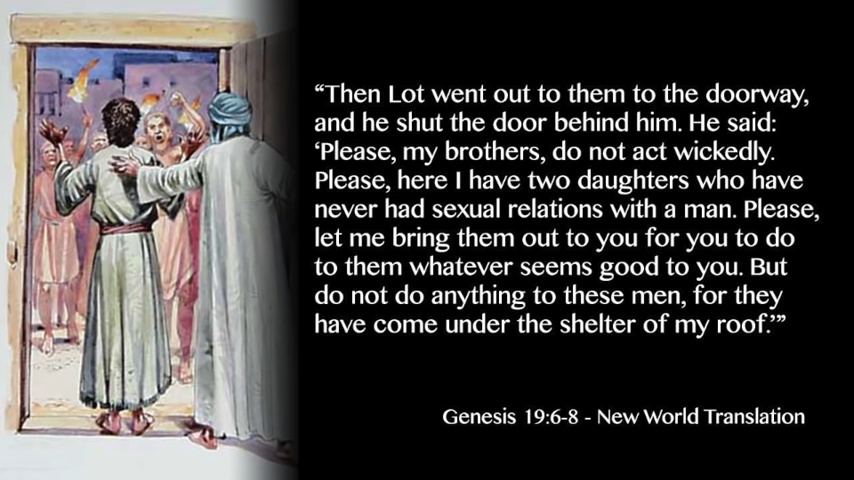 “Then Lot went out to them to the doorway,
and he shut the door behind him. He said:
‘Please, my brothers, do not act wickedly.
Please, here I have two daughters who have
never had sexual relations with a man. Please,
let me bring them out to you for you to do
to them whatever seems good to you. But
do not do anything to these men, for they
have come under the shelter of my roof.’”
Genesis 19:6-8 - New World Translation